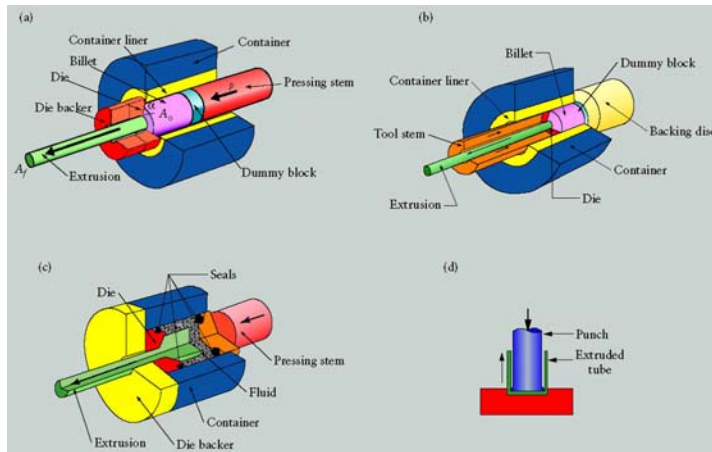 (a)
Container liner
Container
Billet
Die
Die backer
α
A₀
P
Pressing stem
A_f
Extrusion
Dummy block
(b)
Billet
Dummy block
Container liner
Tool stem
Backing disc
Container
Die
Extrusion
(c)
Seals
Die
Pressing stem
Fluid
Container
Extrusion
Die backer
(d)
Punch
Extruded
tube